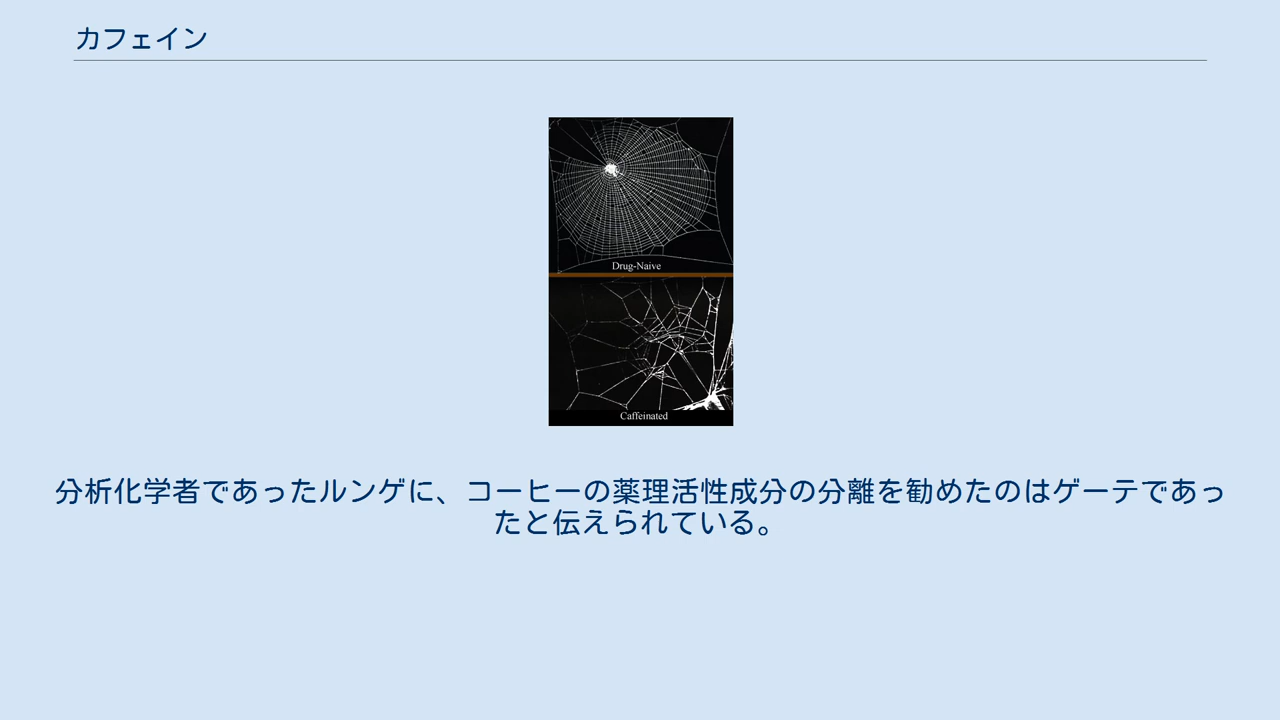 カフェイン
Drug-Naive
Caffeinated
分析化学者であったルンゲに、コーヒーの薬理活性成分の分離を勧めたのはゲーテであっ
たと伝えられている。